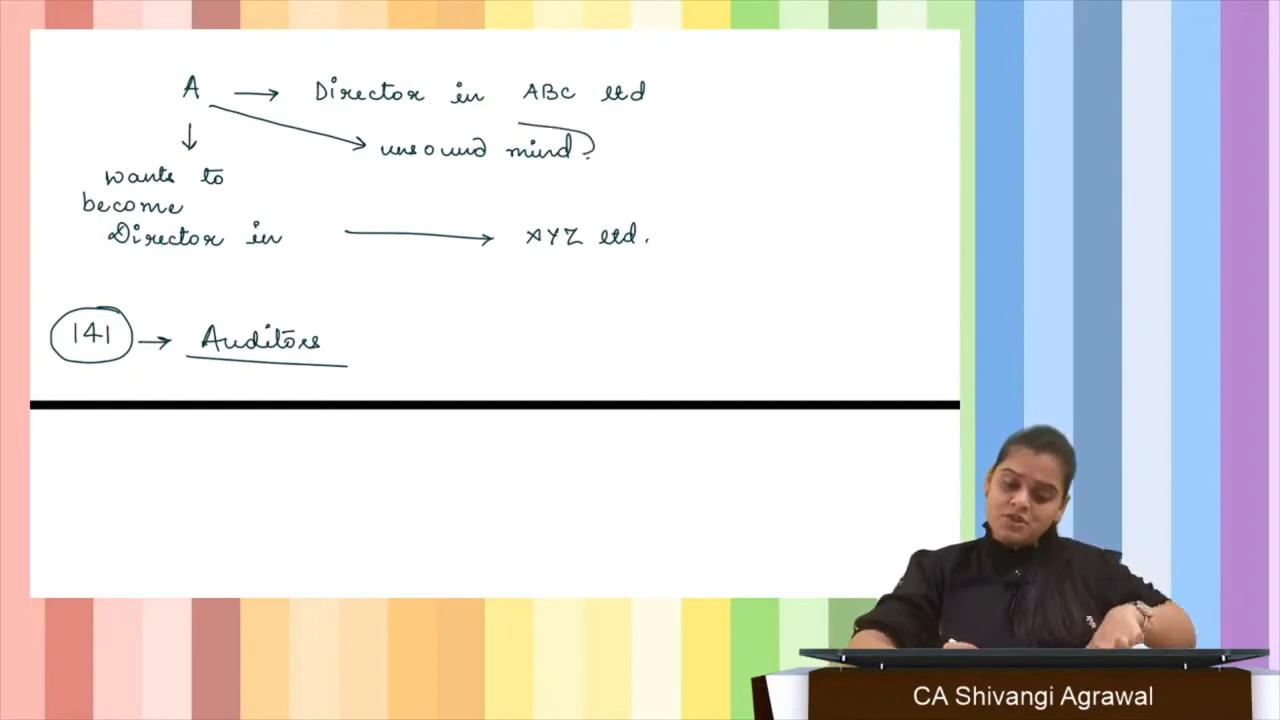 A → Director in ABC ltd
↓ unsound mind?
wants to
become
Director in → XYZ ltd.
141 → Auditors
CA Shivangi Agrawal